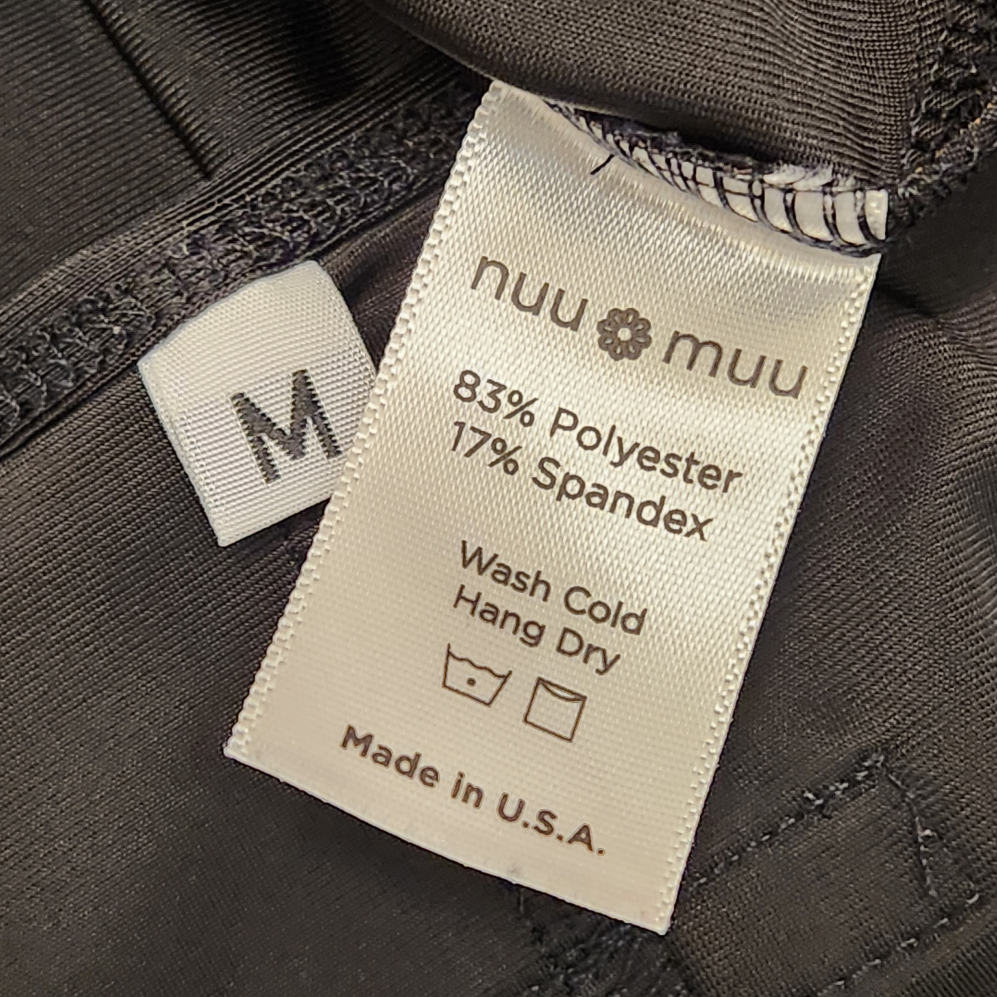 nuu muu
83% Polyester
17% Spandex
Wash Cold
Hang Dry
Made in U.S.A.
M